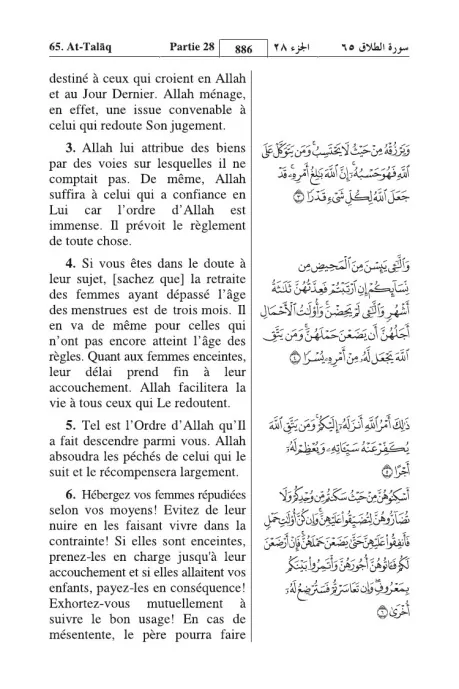 65. At-Talāq Partie 28 886 الجزء ٢٨ سورة الطلاق ٦٥
destiné à ceux qui croient en Allah
et au Jour Dernier. Allah ménage,
en effet, une issue convenable à
celui qui redoute Son jugement.
3. Allah lui attribue des biens
par des voies sur lesquelles il ne
comptait pas. De même, Allah
suffira à celui qui a confiance en
Lui car l’ordre d’Allah est
immense. Il prévoit le règlement
de toute chose.
4. Si vous êtes dans le doute à
leur sujet, [sachez que] la retraite
des femmes ayant dépassé l’âge
des menstrues est de trois mois. Il
en va de même pour celles qui
n’ont pas encore atteint l’âge des
règles. Quant aux femmes enceintes,
leur délai prend fin à leur
accouchement. Allah facilitera la
vie à tous ceux qui Le redoutent.
5. Tel est l’Ordre d’Allah qu’Il
a fait descendre parmi vous. Allah
absoudra les péchés de celui qui le
suit et le récompensera largement.
6. Hébergez vos femmes répudiées
selon vos moyens! Evitez de leur
nuire en les faisant vivre dans la
contrainte! Si elles sont enceintes,
prenez-les en charge jusqu'à leur
accouchement et si elles allaitent vos
enfants, payez-les en conséquence!
Exhortez-vous mutuellement à
suivre le bon usage! En cas de
mésentente, le père pourra faire
وَيَرْزُقْهُ مِنْ حَيْثُ لَا يَحْتَسِبُ ۚ وَمَن يَتَوَكَّلْ عَلَى
ٱللَّهِ فَهُوَ حَسْبُهُۥٓ ۚ إِنَّ ٱللَّهَ بَٰلِغُ أَمْرِهِۦ ۚ قَدْ
جَعَلَ ٱللَّهُ لِكُلِّ شَىْءٍ قَدْرًا ٣
وَٱلَّٰٓـِٔى يَئِسْنَ مِنَ ٱلْمَحِيضِ مِن
نِّسَآئِكُمْ إِنِ ٱرْتَبْتُمْ فَعِدَّتُهُنَّ ثَلَٰثَةُ
أَشْهُرٍ وَٱلَّٰٓـِٔى لَمْ يَحِضْنَ ۚ وَأُو۟لَٰتُ ٱلْأَحْمَالِ
أَجَلُهُنَّ أَن يَضَعْنَ حَمْلَهُنَّ ۚ وَمَن يَتَّقِ
ٱللَّهَ يَجْعَل لَّهُۥ مِنْ أَمْرِهِۦ يُسْرًا ٤
ذَٰلِكَ أَمْرُ ٱللَّهِ أَنزَلَهُۥٓ إِلَيْكُمْ ۚ وَمَن يَتَّقِ ٱللَّهَ
يُكَفِّرْ عَنْهُ سَيِّـَٔاتِهِۦ وَيُعْظِمْ لَهُۥٓ
أَجْرًا ٥
أَسْكِنُوهُنَّ مِنْ حَيْثُ سَكَنتُم مِّن وُجْدِكُمْ وَلَا
تُضَآرُّوهُنَّ لِتُضَيِّقُوا۟ عَلَيْهِنَّ ۚ وَإِن كُنَّ أُو۟لَٰتِ حَمْلٍ
فَأَنفِقُوا۟ عَلَيْهِنَّ حَتَّىٰ يَضَعْنَ حَمْلَهُنَّ ۚ فَإِنْ أَرْضَعْنَ
لَكُمْ فَـَٔاتُوهُنَّ أُجُورَهُنَّ ۖ وَأْتَمِرُوا۟ بَيْنَكُم
بِمَعْرُوفٍ ۖ وَإِن تَعَاسَرْتُمْ فَسَتُرْضِعُ لَهُۥٓ
أُخْرَىٰ ٦